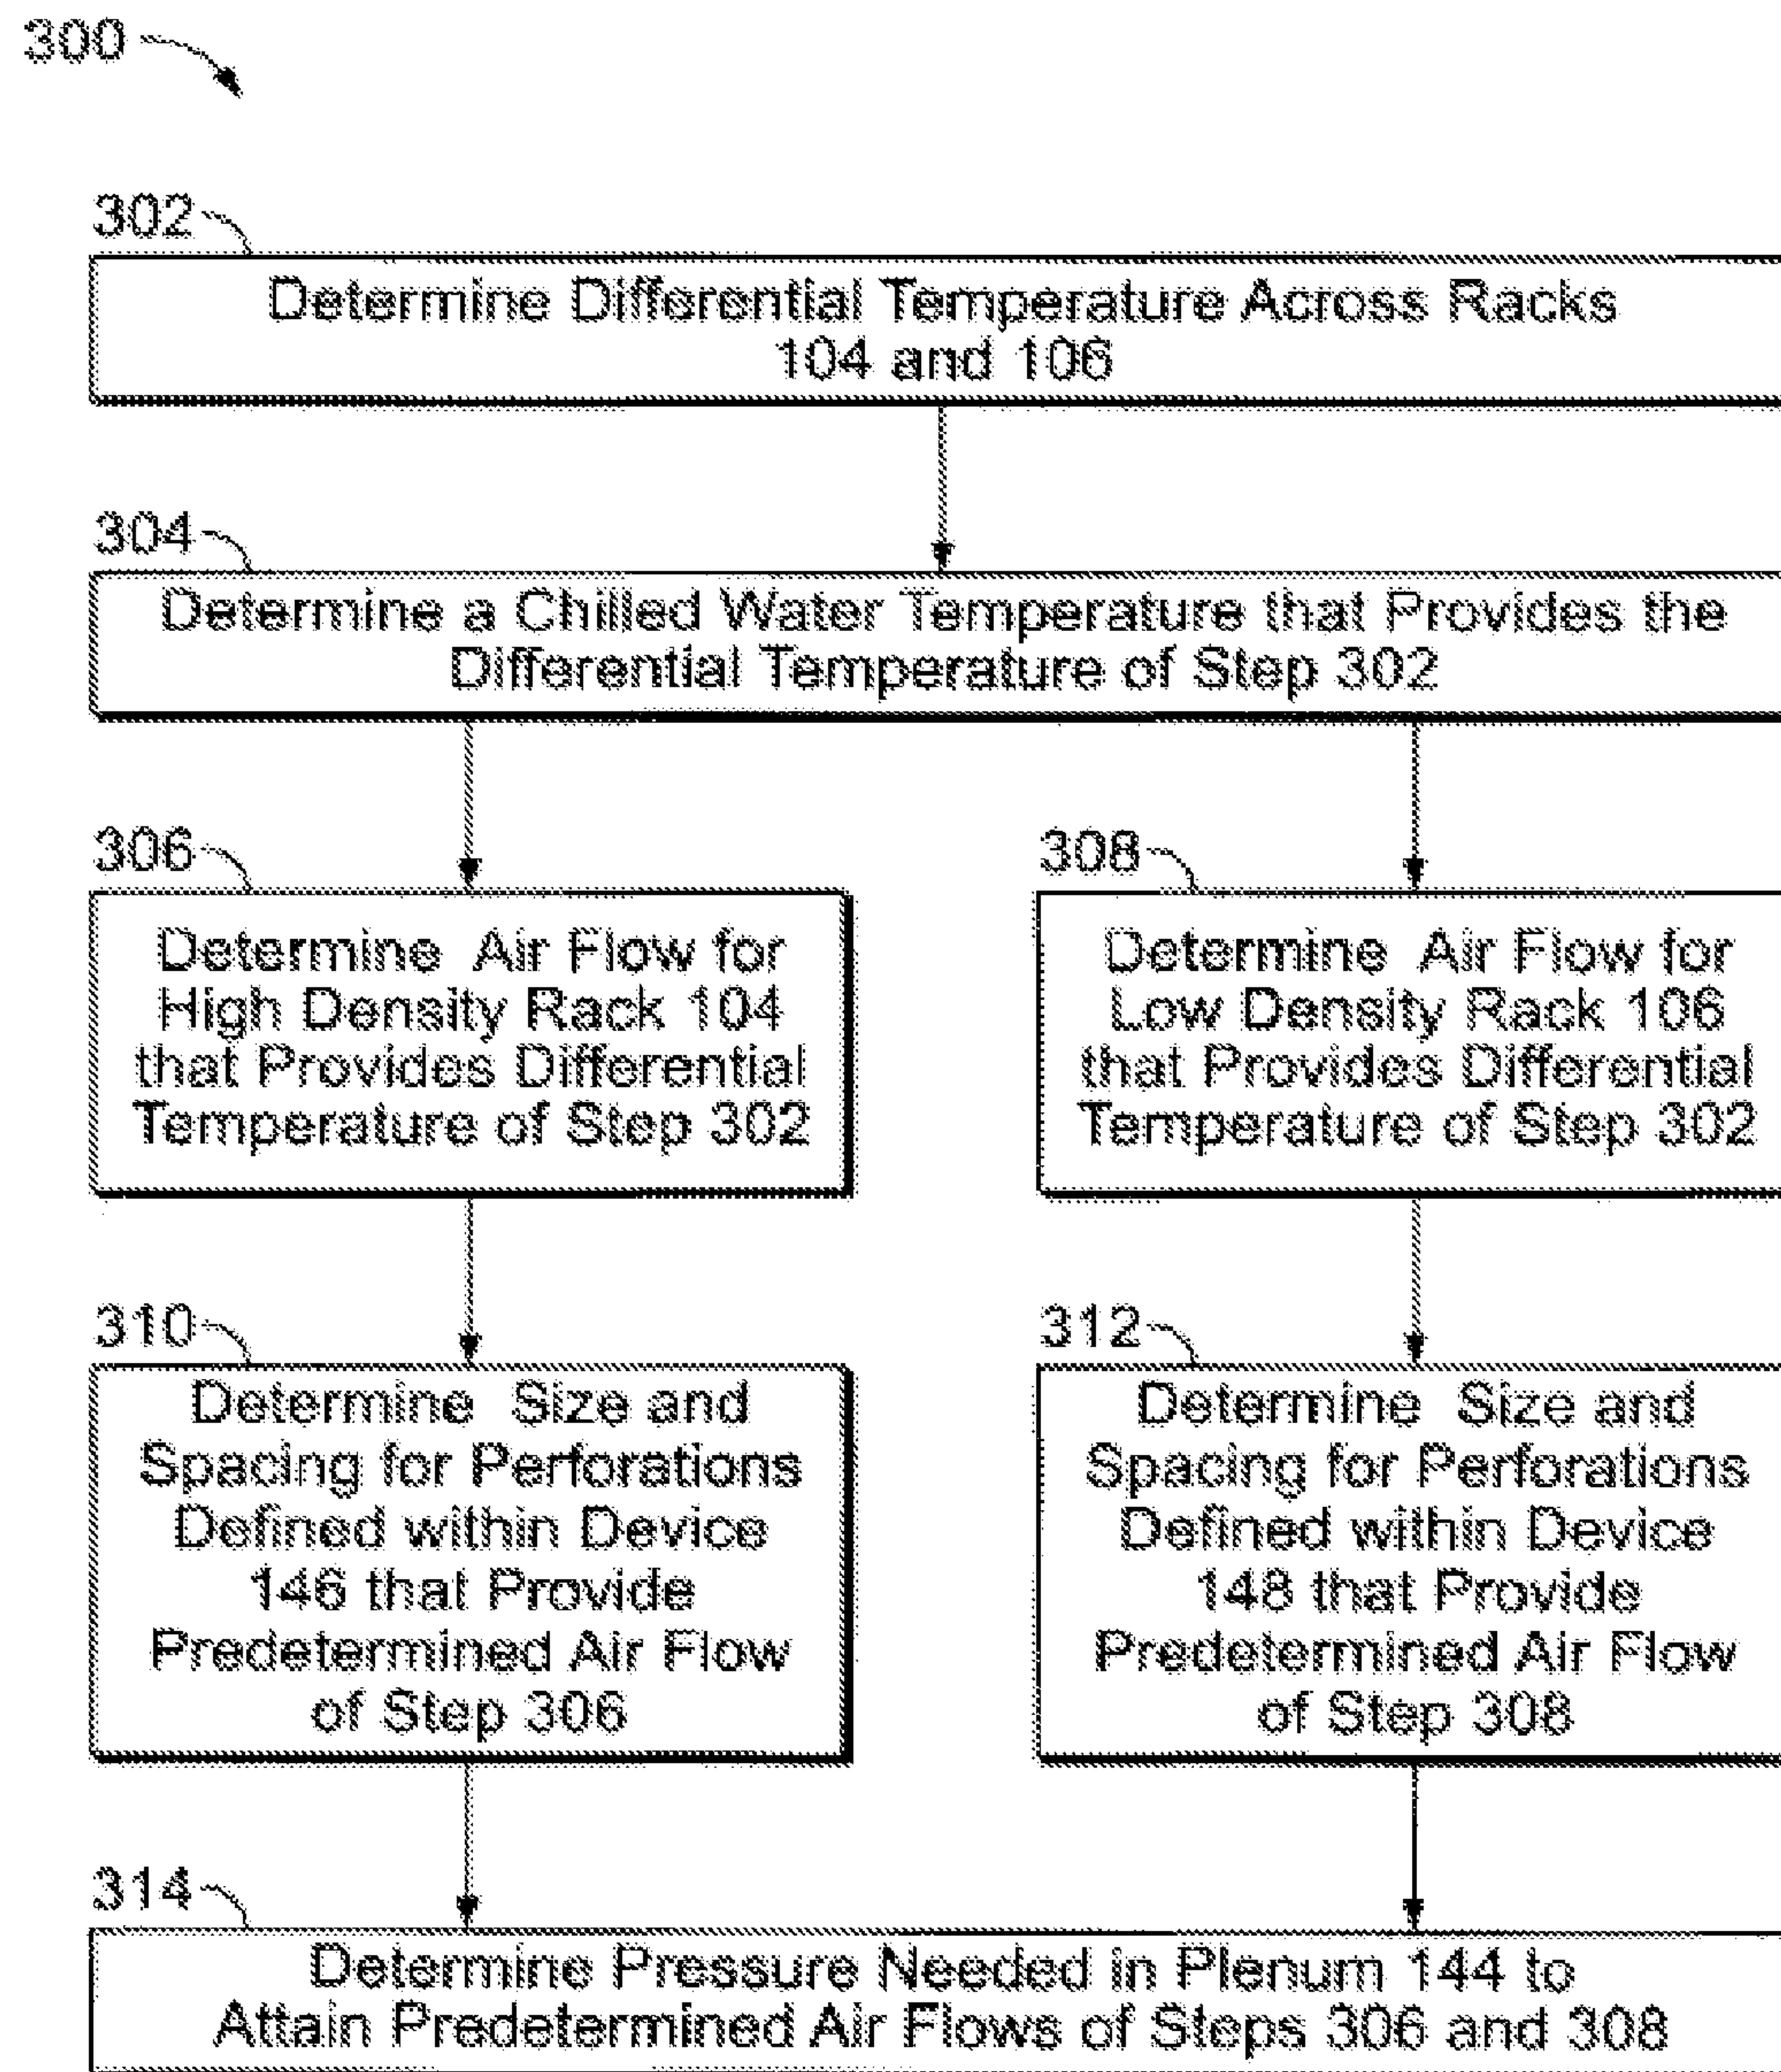 300
302
Determine Differential Temperature Across Racks
104 and 106
304
Determine a Chilled Water Temperature that Provides the
Differential Temperature of Step 302
306
Determine Air Flow for
High Density Rack 104
that Provides Differential
Temperature of Step 302
308
Determine Air Flow for
Low Density Rack 106
that Provides Differential
Temperature of Step 302
310
Determine Size and
Spacing for Perforations
Defined within Device
146 that Provide
Predetermined Air Flow
of Step 306
312
Determine Size and
Spacing for Perforations
Defined within Device
148 that Provide
Predetermined Air Flow
of Step 308
314
Determine Pressure Needed in Plenum 144 to
Attain Predetermined Air Flows of Steps 306 and 308